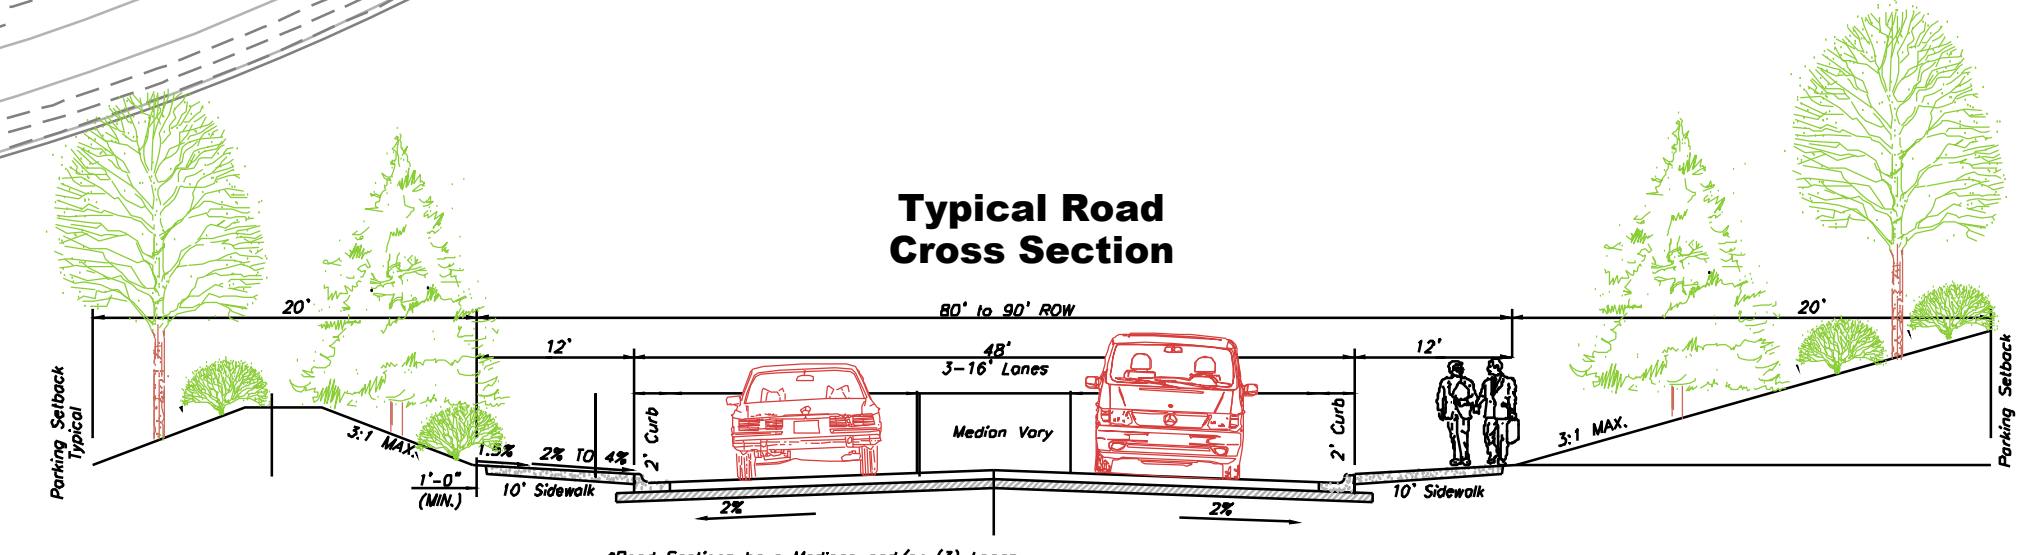 Typical Road
Cross Section
20'
80' to 90' ROW
20'
12'
48'
12'
3-16' Lanes
Parking Setback
Typical
2' Curb
Median Vary
2' Curb
Parking Setback
3:1 MAX.
3:1 MAX.
1.5%
2% TO 4%
1'-0"
(MIN.)
10' Sidewalk
10' Sidewalk
2%
2%